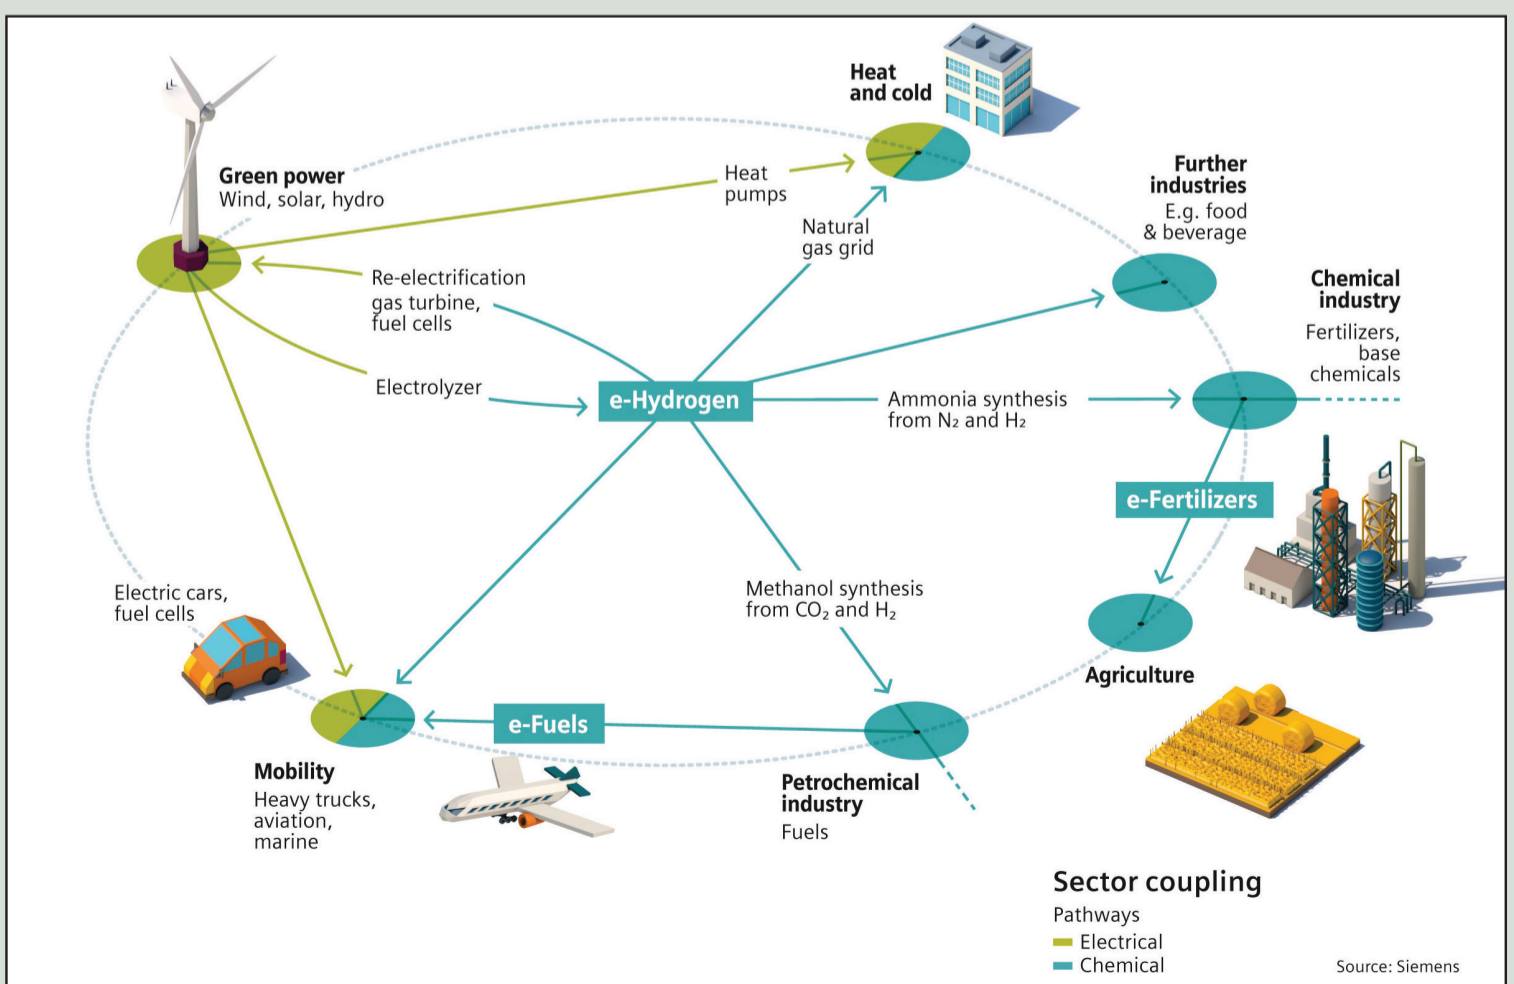 Heat
and cold
Green power
Wind, solar, hydro
Heat
pumps
Further
industries
E.g. food
& beverage
Natural
gas grid
Re-electrification
gas turbine,
fuel cells
Chemical
industry
Fertilizers,
base
chemicals
Electrolyzer
e-Hydrogen
Ammonia synthesis
from N₂ and H₂
e-Fertilizers
Electric cars,
fuel cells
Methanol synthesis
from CO₂ and H₂
Agriculture
e-Fuels
Mobility
Heavy trucks,
aviation,
marine
Petrochemical
industry
Fuels
Sector coupling
Pathways
Electrical
Chemical
Source: Siemens